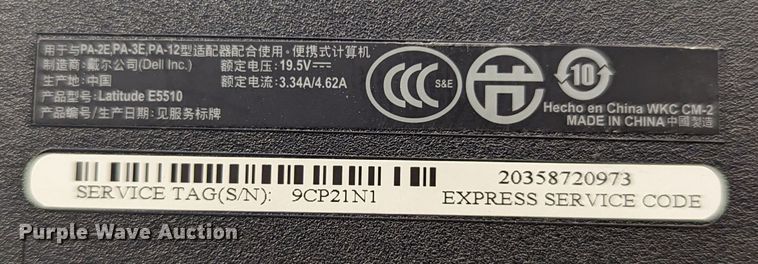 用于与PA-2E,PA-3E,PA-12型适配器配合使用。便携式计算机
制造商：戴尔公司(Dell Inc.) 额定电压：19.5V⎓
生产地：中国 额定电流：3.34A/4.62A
产品型号：Latitude E5510
产品编号/生产日期：见服务标牌
CCC S&E
10
Hecho en China WKC CM-2
MADE IN CHINA 中國製造
20358720973
SERVICE TAG(S/N): 9CP21N1 EXPRESS SERVICE CODE
Purple Wave Auction